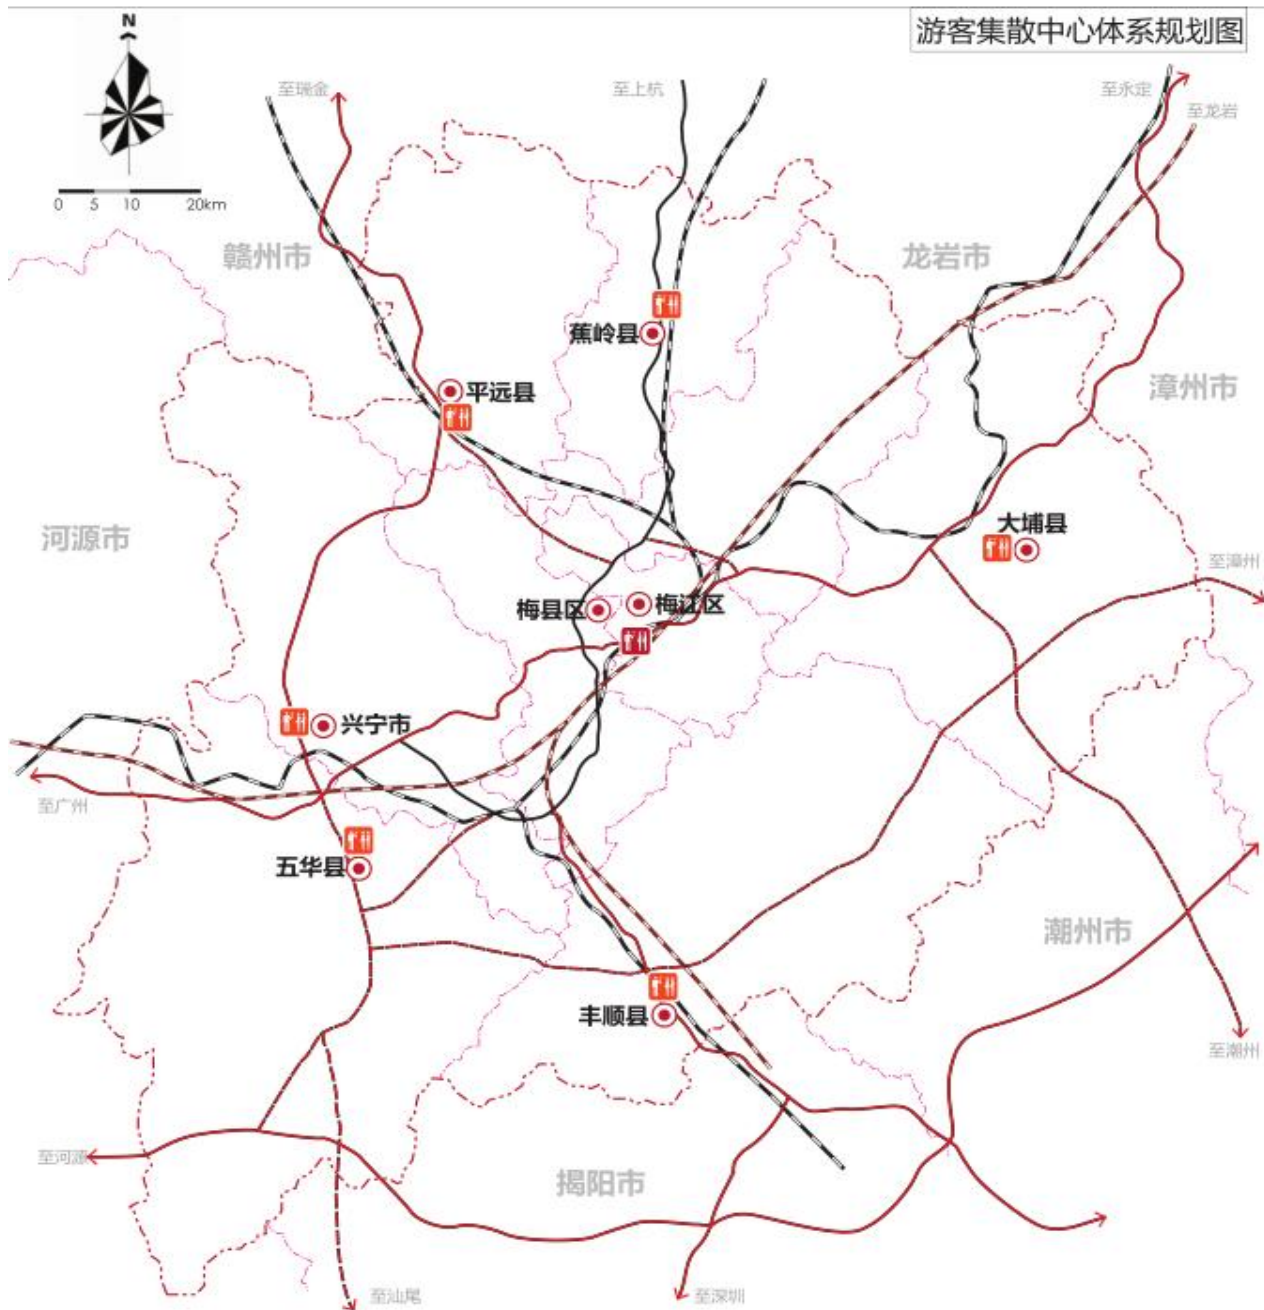 游客集散中心体系规划图
N
至瑞金
至上杭
至永定
至龙岩
0 5 10 20km
赣州市
龙岩市
蕉岭县
平远县
漳州市
河源市
大埔县
至漳州
梅县区
梅江区
兴宁市
至广州
五华县
潮州市
丰顺县
至潮州
至河源
揭阳市
至汕尾
至深圳